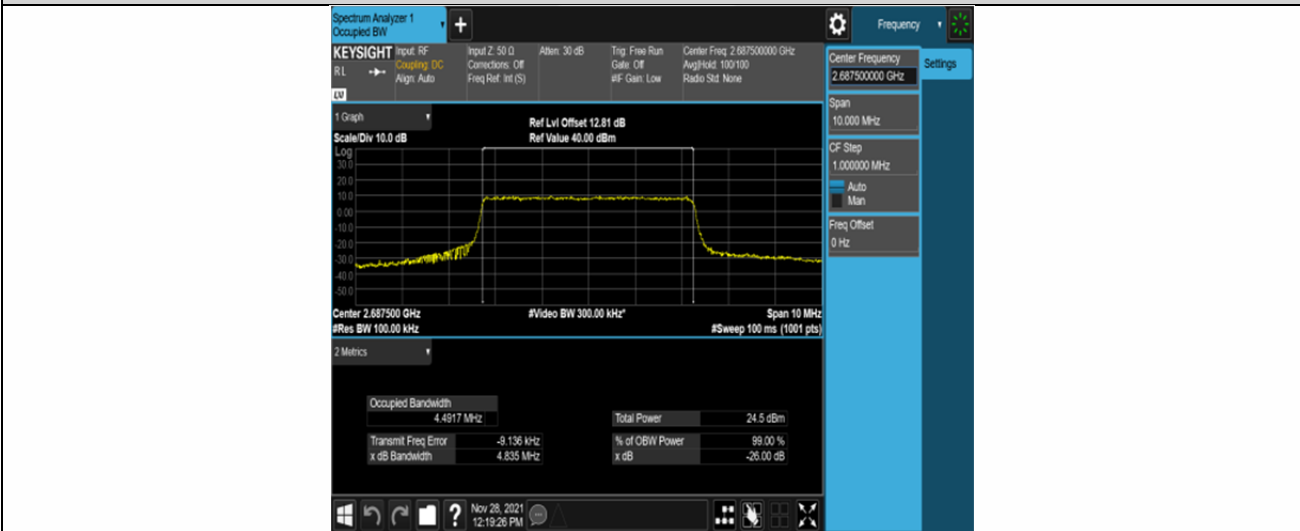 Spectrum Analyzer 1
Occupied BW
+
Frequency
KEYSIGHT
Input: RF
Coupling: DC
Align: Auto
Input Z: 50 Ω
Corrections: Off
Freq Ref: Int (S)
Atten: 30 dB
Trig: Free Run
Gate: Off
#IF Gain: Low
Center Freq: 2.687500000 GHz
Avg|Hold: 100/100
Radio Std: None
RL
LXI
Center Frequency
2.687500000 GHz
Settings
Span
10.000 MHz
CF Step
1.000000 MHz
Auto
Man
Freq Offset
0 Hz
1 Graph
Ref Lvl Offset 12.81 dB
Scale/Div 10.0 dB
Ref Value 40.00 dBm
Log
30.0
20.0
10.0
0.00
-10.0
-20.0
-30.0
-40.0
-50.0
Center 2.687500 GHz
#Video BW 300.00 kHz*
Span 10 MHz
#Res BW 100.00 kHz
#Sweep 100 ms (1001 pts)
2 Metrics
Occupied Bandwidth
4.4917 MHz
Total Power 24.5 dBm
Transmit Freq Error -9.136 kHz
% of OBW Power 99.00 %
x dB Bandwidth 4.835 MHz
x dB -26.00 dB
?
Nov 28, 2021
12:19:26 PM